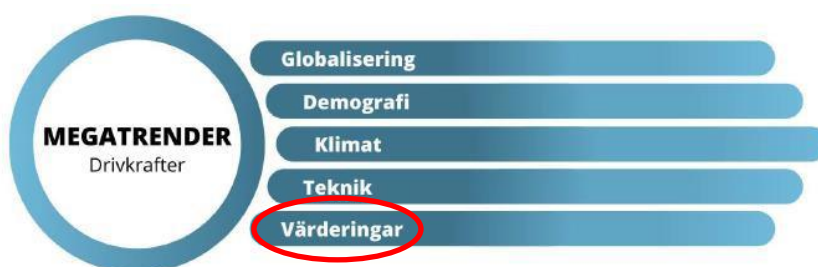 MEGATRENDER
Drivkrafter
Globalisering
Demografi
Klimat
Teknik
Värderingar